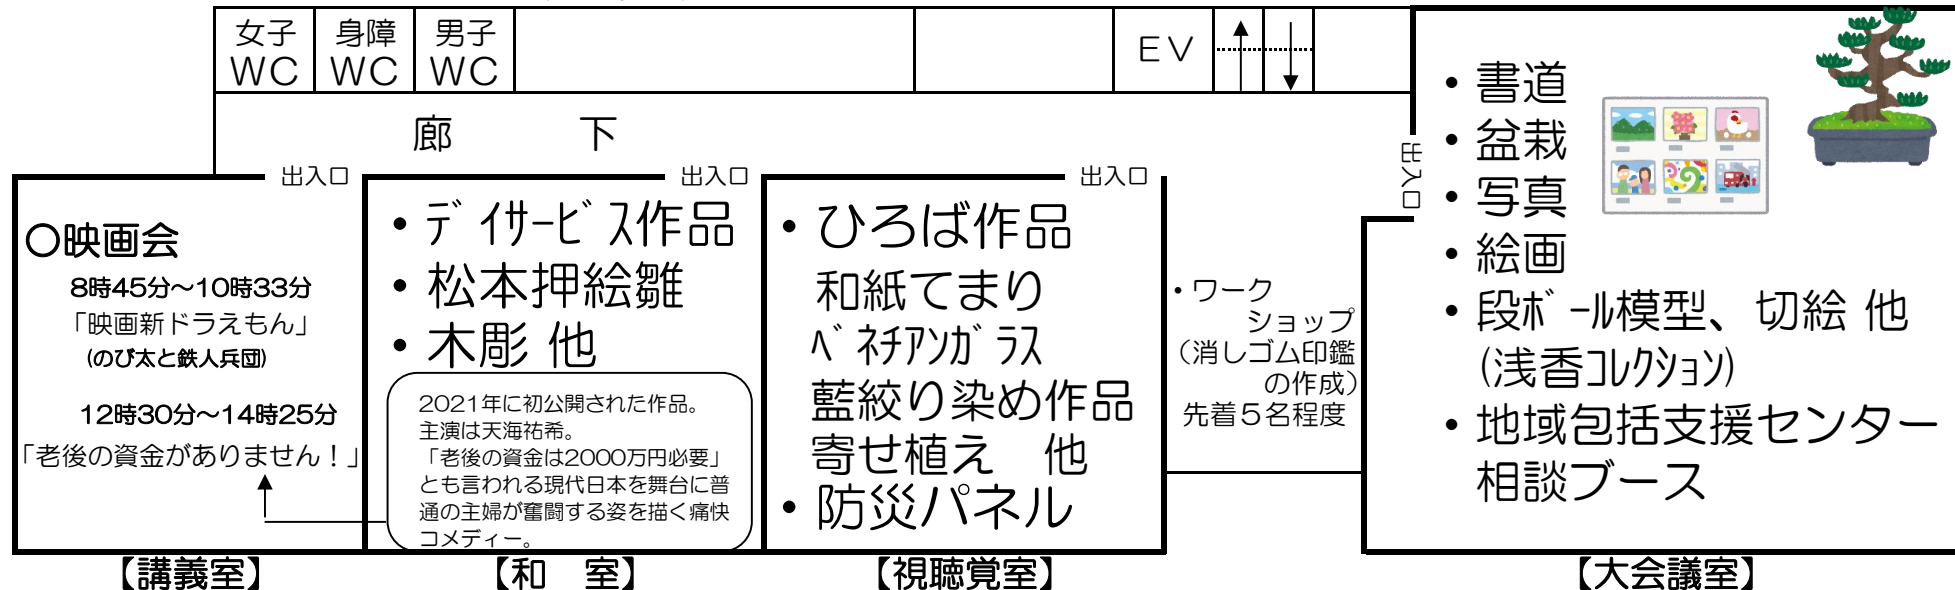 女子
WC
身障
WC
男子
WC
EV
廊　下
出入口
出入口
出入口
出入口
○映画会
8時45分～10時33分
「映画新ドラえもん」
(のび太と鉄人兵団)
12時30分～14時25分
「老後の資金がありません！」
【講義室】
・ﾃﾞｲｻｰﾋﾞｽ作品
・松本押絵雛
・木彫 他
2021年に初公開された作品。
主演は天海祐希。
「老後の資金は2000万円必要」
とも言われる現代日本を舞台に普
通の主婦が奮闘する姿を描く痛快
コメディー。
【和　室】
・ひろば作品
和紙てまり
ﾍﾞﾈﾁｱﾝｶﾞﾗｽ
藍絞り染め作品
寄せ植え　他
・防災パネル
【視聴覚室】
・ワーク
ショップ
（消しゴム印鑑
の作成）
先着５名程度
・書道
・盆栽
・写真
・絵画
・段ﾎﾞｰﾙ模型、切絵 他
(浅香ｺﾚｸｼｮﾝ)
・地域包括支援センター
相談ブース
【大会議室】